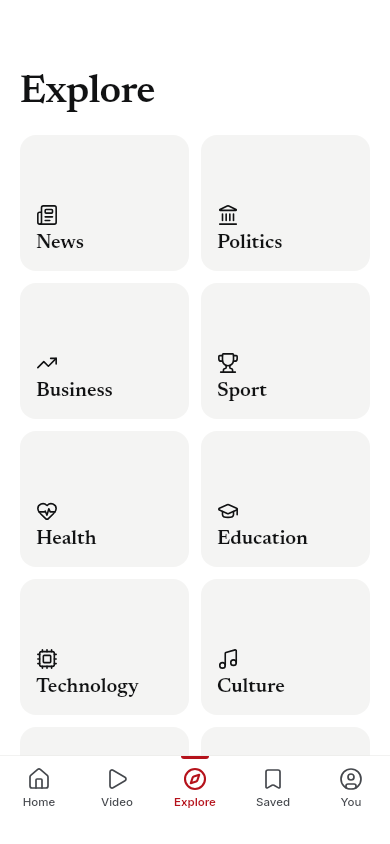 Explore
News
Politics
Business
Sport
Health
Education
Technology
Culture
Home
Video
Explore
Saved
You